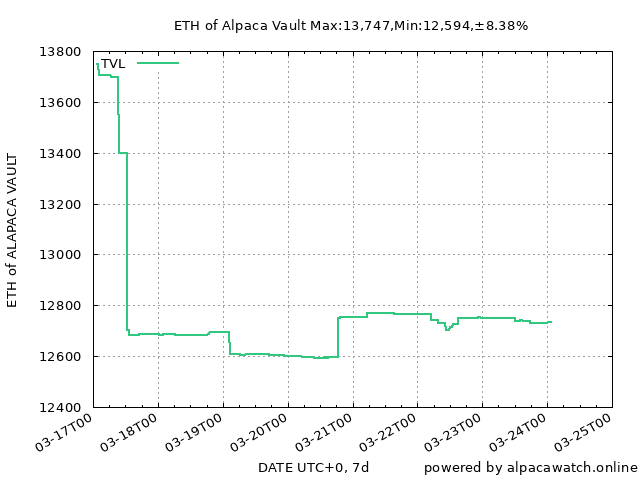 ETH of Alpaca Vault Max:13,747,Min:12,594,±8.38%
13800
TVL
13600
13400
13200
13000
12800
12600
12400
ETH of ALAPACA VAULT
03-17T00
03-18T00
03-19T00
03-20T00
03-21T00
03-22T00
03-23T00
03-24T00
03-25T00
DATE UTC+0, 7d
powered by alpacawatch.online